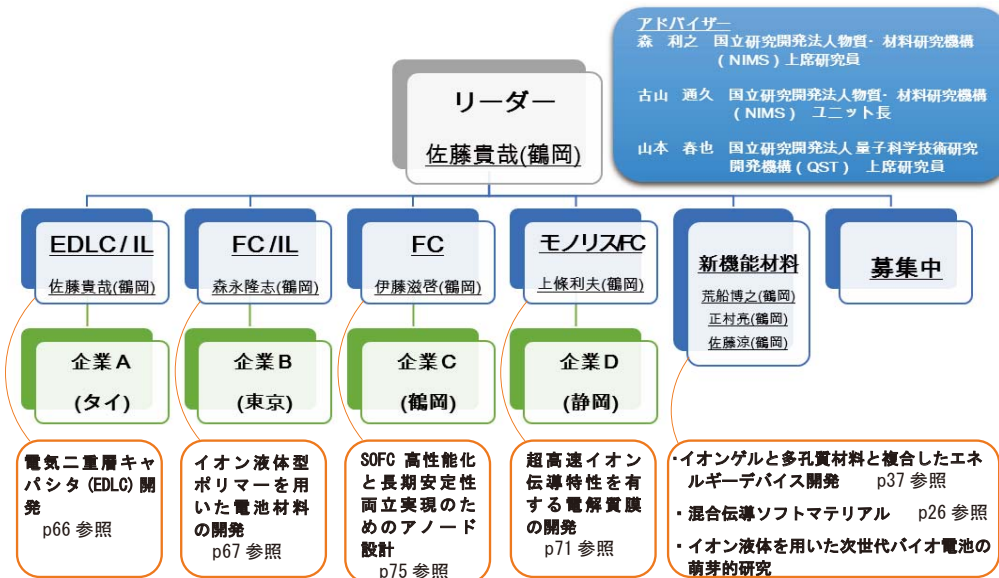 アドバイザー
森　利之　国立研究開発法人物質・材料研究機構
(NIMS)上席研究員
古山　通久　国立研究開発法人物質・材料研究機構
(NIMS)　ユニット長
山本　春也　国立研究開発法人量子科学技術研究
開発機構(QST)　上席研究員
リーダー
佐藤貴哉(鶴岡)
EDLC/IL
佐藤貴哉(鶴岡)
FC/IL
森永隆志(鶴岡)
FC
伊藤滋啓(鶴岡)
モノリスFC
上條利夫(鶴岡)
新機能材料
荒船博之(鶴岡)
正村亮(鶴岡)
佐藤涼(鶴岡)
募集中
企業A
(タイ)
企業B
(東京)
企業C
(鶴岡)
企業D
(静岡)
電気二重層キャ
パシタ(EDLC)開
発
p66 参照
イオン液体型
ポリマーを用
いた電池材料
の開発
p67 参照
SOFC 高性能化
と長期安定性
両立実現のた
めのアノード
設計
p75 参照
超高速イオン
伝導特性を有
する電解質膜
の開発
p71 参照
・イオンゲルと多孔質材料と複合したエネ
ルギーデバイス開発　p37 参照
・混合伝導ソフトマテリアル　p26 参照
・イオン液体を用いた次世代バイオ電池の
萌芽的研究